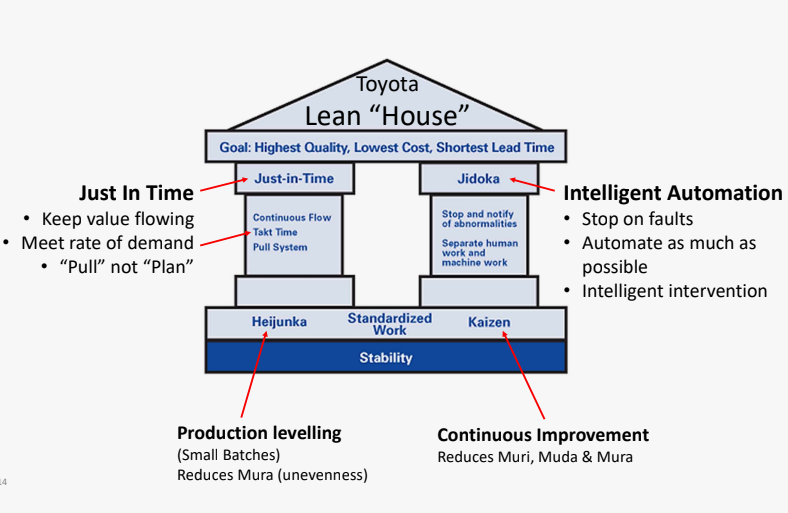 Toyota
Lean “House”
Goal: Highest Quality, Lowest Cost, Shortest Lead Time
Just-in-Time
Jidoka
Just In Time
• Keep value flowing
• Meet rate of demand
• “Pull” not “Plan”
Continuous Flow
Takt Time
Pull System
Stop and notify
of abnormalities
Separate human
work and
machine work
Intelligent Automation
• Stop on faults
• Automate as much as
possible
• Intelligent intervention
Heijunka
Standardized
Work
Kaizen
Stability
Production levelling
(Small Batches)
Reduces Mura (unevenness)
Continuous Improvement
Reduces Muri, Muda & Mura
14